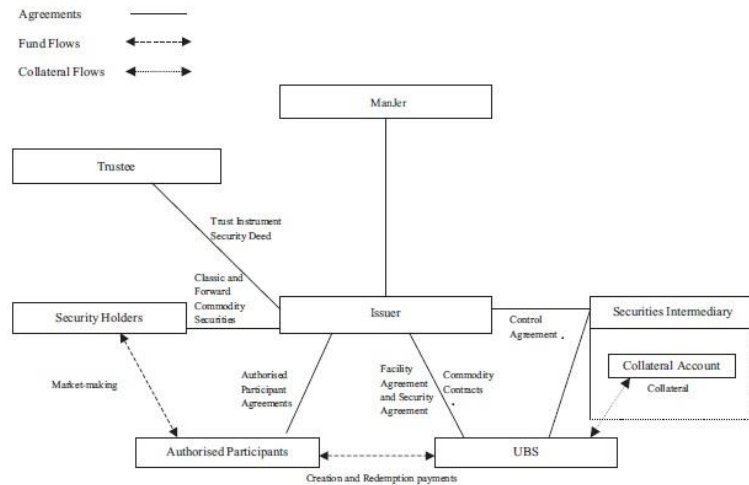 Agreements
Fund Flows
Collateral Flows
ManJer
Trustee
Trust Instrument
Security Deed
Classic and
Forward
Commodity
Securities
Security Holders
Issuer
Securities Intermediary
Control
Agreement
Collateral Account
Collateral
Market-making
Authorised
Participant
Agreements
Facility
Agreement
and Security
Agreement
Commodity
Contracts
Authorised Participants
UBS
Creation and Redemption payments